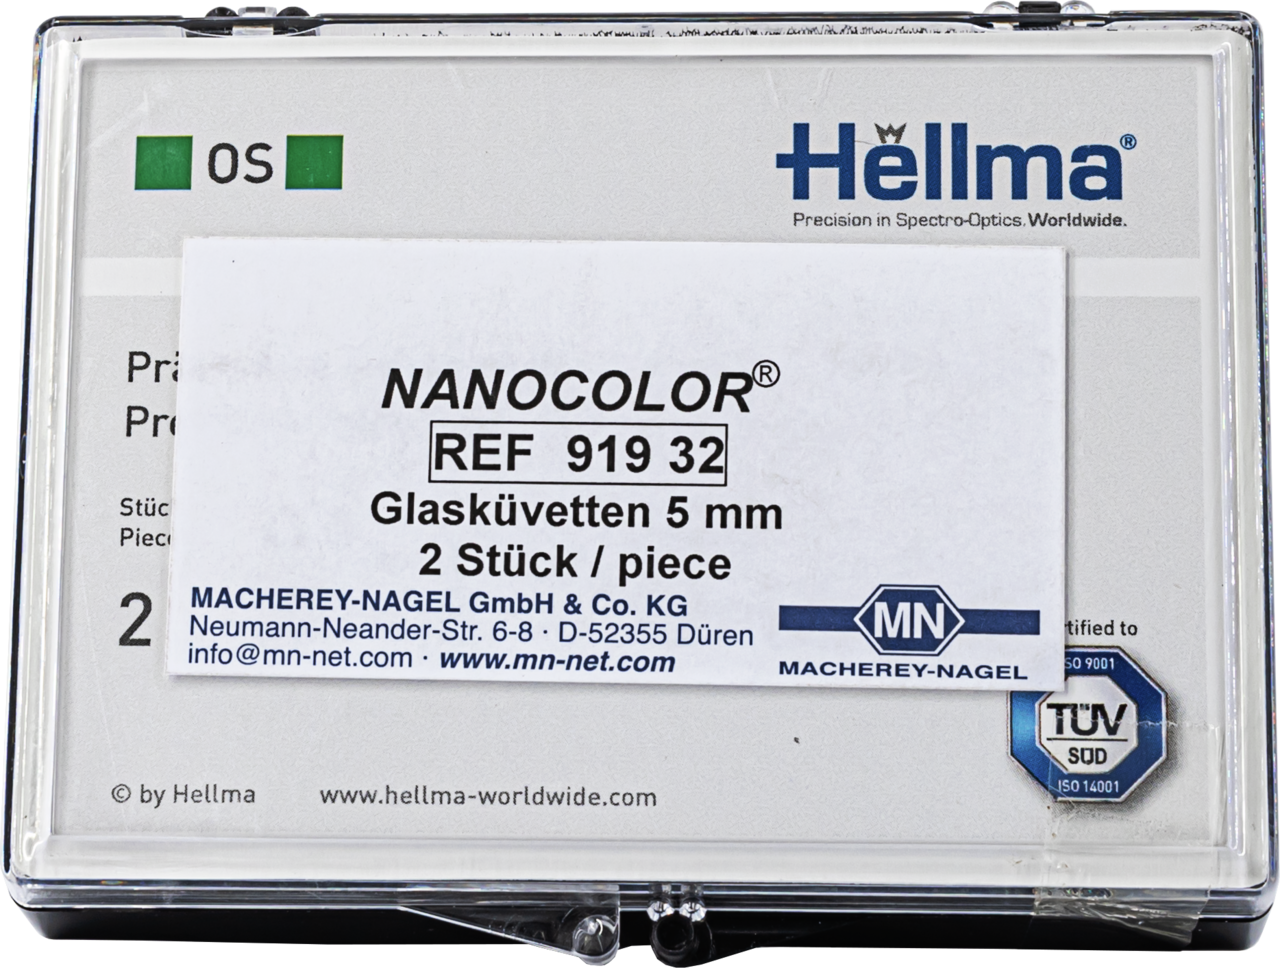 OS
Hellma®
Precision in Spectro-Optics. Worldwide.
NANOCOLOR®
REF 919 32
Glasküvetten 5 mm
2 Stück / piece
MACHEREY-NAGEL GmbH & Co. KG
Neumann-Neander-Str. 6-8 · D-52355 Düren
info@mn-net.com · www.mn-net.com
MN
MACHEREY-NAGEL
2
to
ISO 9001
TÜV
SÜD
ISO 14001
© by Hellma www.hellma-worldwide.com